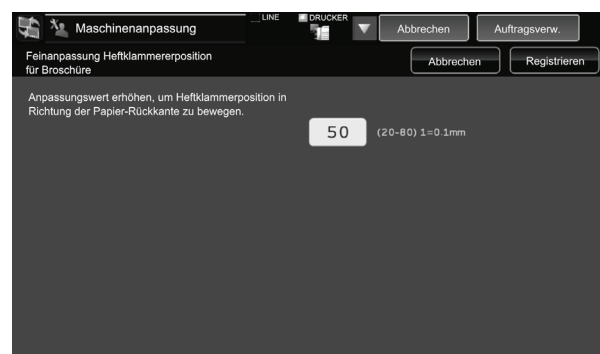 Maschinenanpassung
LINE
DRUCKER
Abbrechen
Auftragsverw.
Feinanpassung Heftklammererposition
für Broschüre
Abbrechen
Registrieren
Anpassungswert erhöhen, um Heftklammerposition in
Richtung der Papier-Rückkante zu bewegen.
50
(20-80) 1=0.1mm